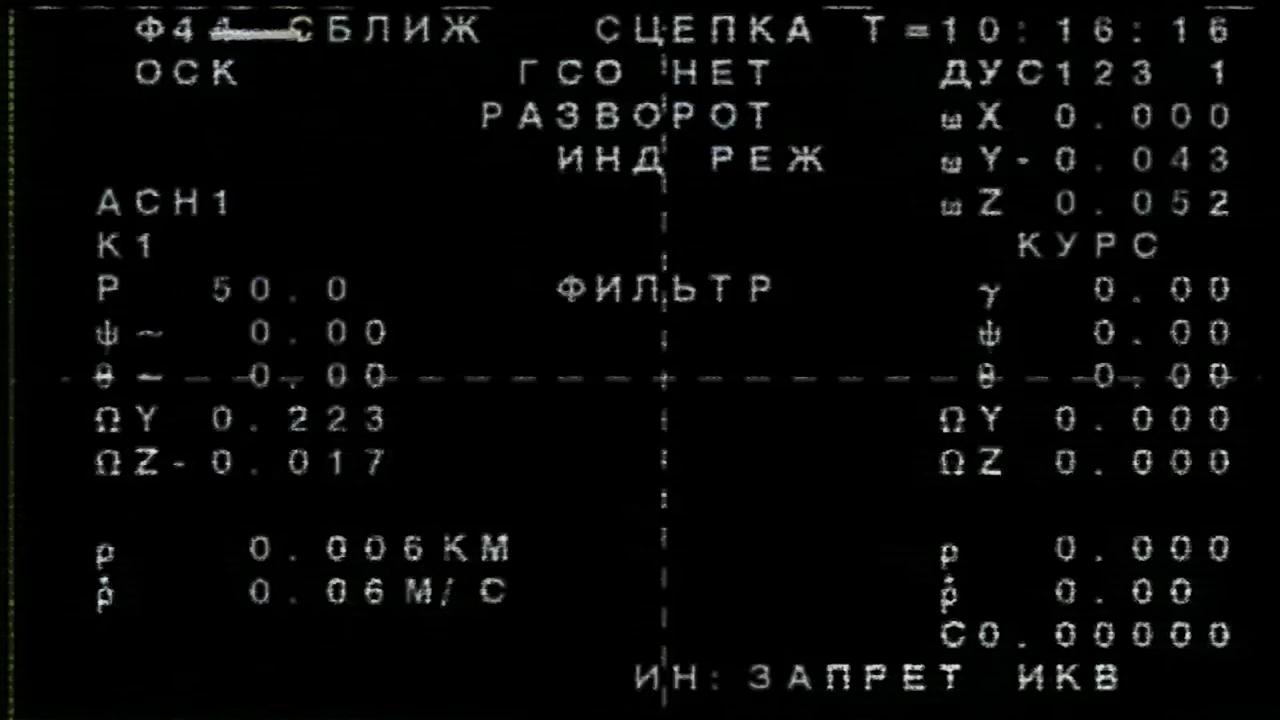 Ф44 СБЛИЖ СЦЕПКА Т=10:16:16
ОСК ГСО НЕТ ДУС123 1
РАЗВОРОТ ωX 0.000
ИНД РЕЖ ωY-0.043
АСН1 ωZ 0.052
К1 КУРС
Р 50.0 ФИЛЬТР γ 0.00
ψ~ 0.00 ψ 0.00
θ~ 0.00 θ 0.00
ΩY 0.223 ΩY 0.000
ΩZ-0.017 ΩZ 0.000
ρ 0.006КМ ρ 0.000
ρ̇ 0.06М/С ρ̇ 0.00
С0.00000
ИН: ЗАПРЕТ ИКВ